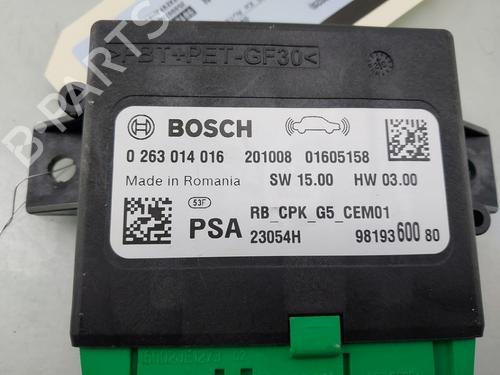 >PBT+PET-GF30<
BOSCH
0 263 014 016 201008 01605158
Made in Romania SW 15.00 HW 03.00
53F
RB_CPK_G5_CEM01
PSA 23054H 98193600 80
B PARTS